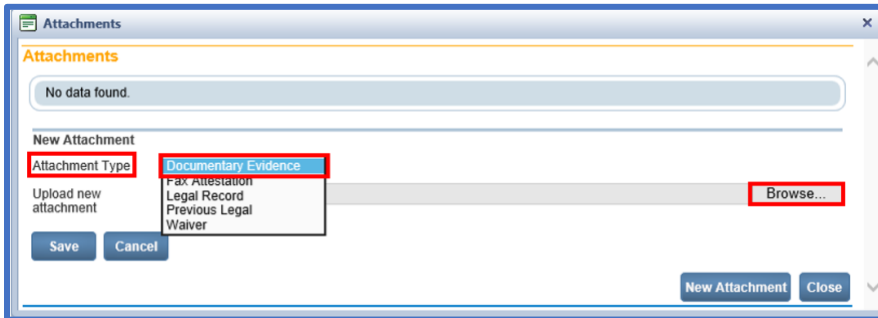 Attachments
Attachments
No data found.
New Attachment
Attachment Type
Documentary Evidence
Fax Attestation
Legal Record
Previous Legal
Waiver
Upload new
attachment
Browse...
Save Cancel
New Attachment Close